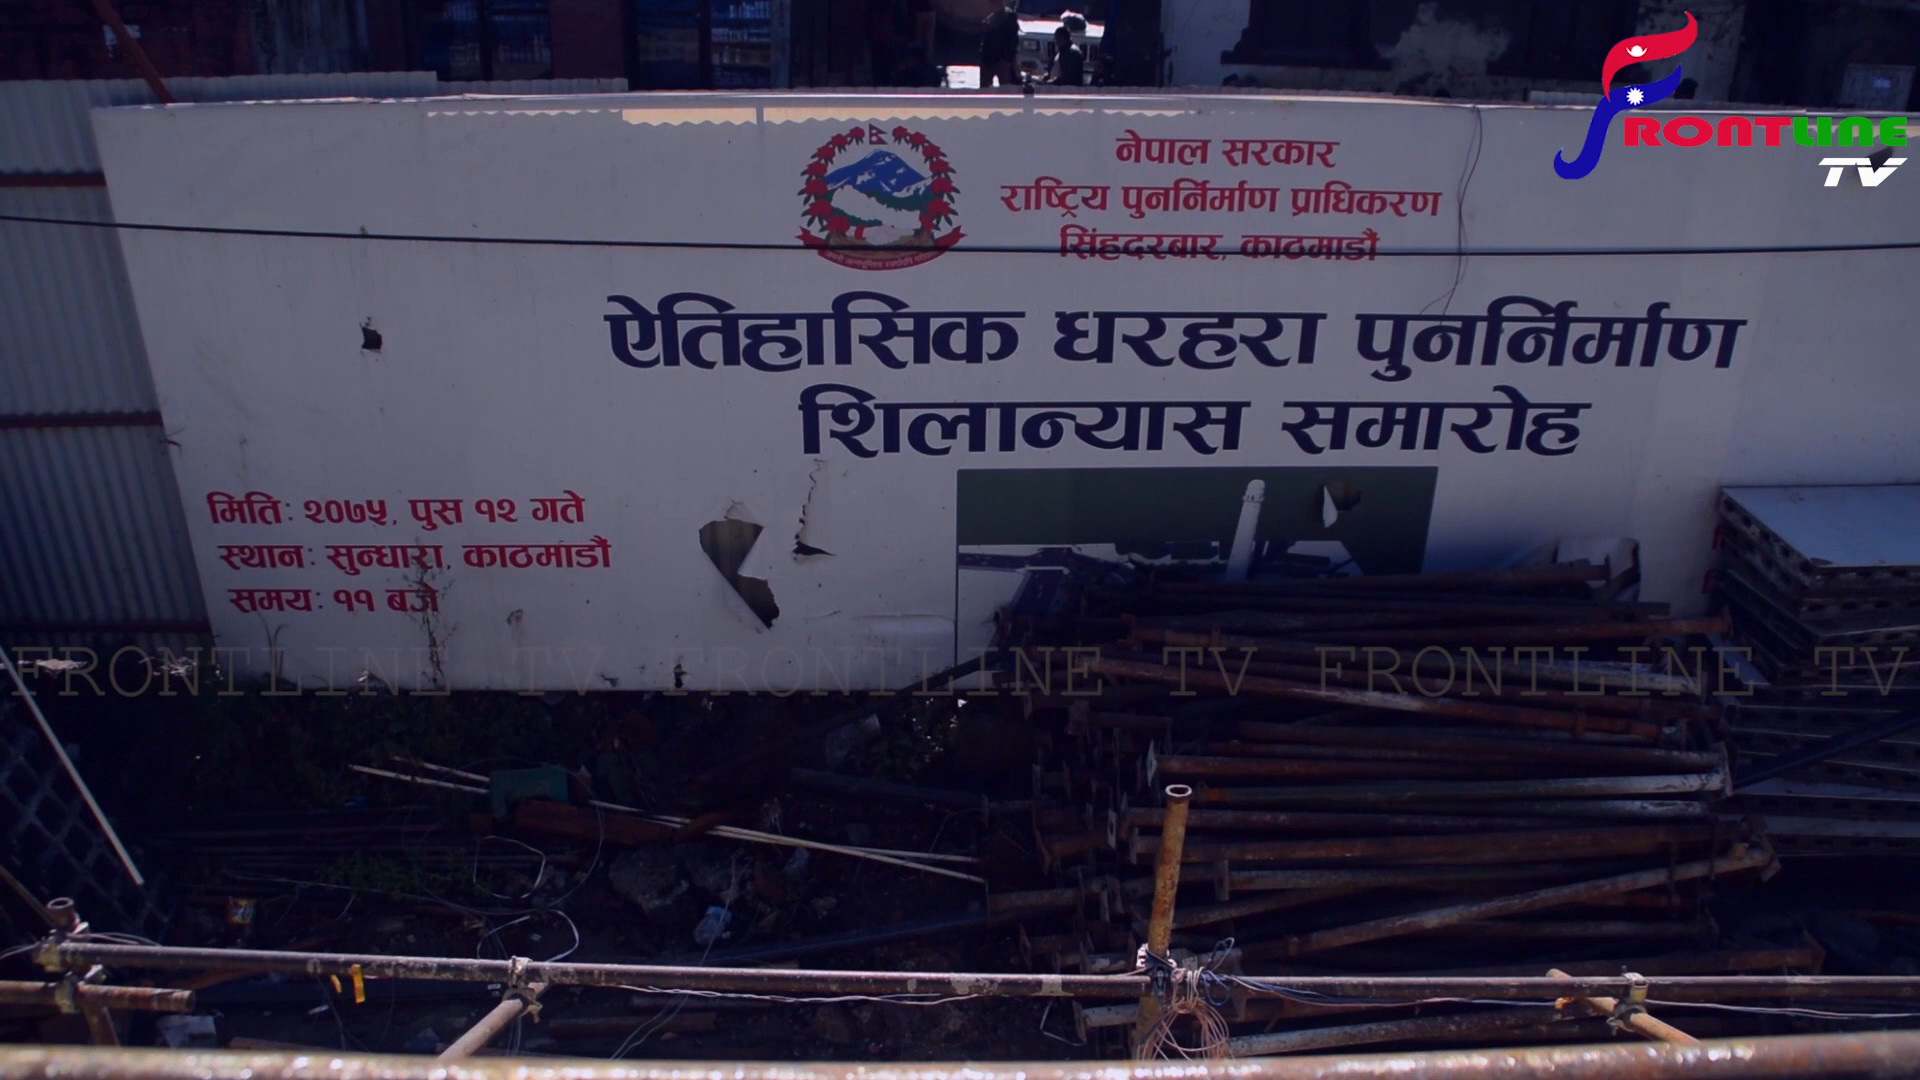 नेपाल सरकार
राष्ट्रिय पुनर्निर्माण प्राधिकरण
सिंहदरबार, काठमाडौं
ऐतिहासिक धरहरा पुनर्निर्माण
शिलान्यास समारोह
मिति: २०७५, पुस १२ गते
स्थान: सुन्धारा, काठमाडौं
समय: ११ बजे
FRONTLINE
TV
FRONTLINE TV FRONTLINE TV FRONTLINE TV